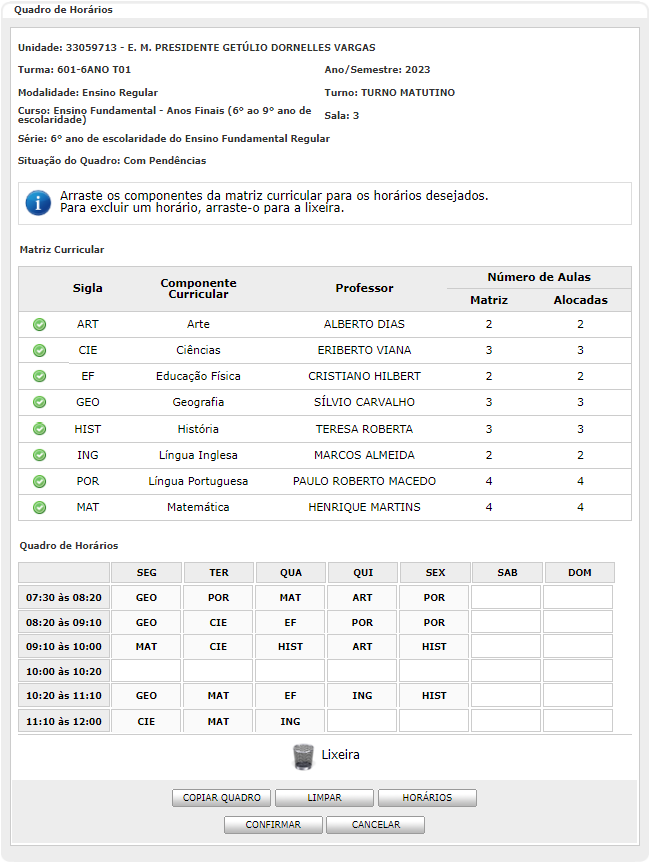 Quadro de Horários
Unidade: 33059713 - E. M. PRESIDENTE GETÚLIO DORNELLES VARGAS
Turma: 601-6ANO T01 Ano/Semestre: 2023
Modalidade: Ensino Regular Turno: TURNO MATUTINO
Curso: Ensino Fundamental - Anos Finais (6º ao 9º ano de
escolaridade) Sala: 3
Série: 6º ano de escolaridade do Ensino Fundamental Regular
Situação do Quadro: Com Pendências
Arraste os componentes da matriz curricular para os horários desejados.
Para excluir um horário, arraste-o para a lixeira.
Matriz Curricular
Sigla Componente Curricular Professor Número de Aulas
Matriz Alocadas
ART Arte ALBERTO DIAS 2 2
CIE Ciências ERIBERTO VIANA 3 3
EF Educação Física CRISTIANO HILBERT 2 2
GEO Geografia SÍLVIO CARVALHO 3 3
HIST História TERESA ROBERTA 3 3
ING Língua Inglesa MARCOS ALMEIDA 2 2
POR Língua Portuguesa PAULO ROBERTO MACEDO 4 4
MAT Matemática HENRIQUE MARTINS 4 4
Quadro de Horários
SEG TER QUA QUI SEX SAB DOM
07:30 às 08:20 GEO POR MAT ART POR
08:20 às 09:10 GEO CIE EF POR POR
09:10 às 10:00 MAT CIE HIST ART HIST
10:00 às 10:20
10:20 às 11:10 GEO MAT EF ING HIST
11:10 às 12:00 CIE MAT ING
Lixeira
COPIAR QUADRO LIMPAR HORÁRIOS
CONFIRMAR CANCELAR